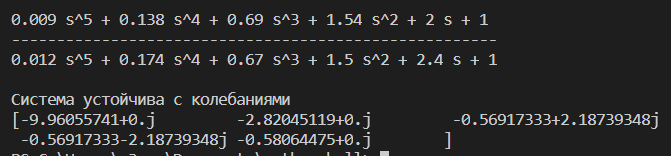 0.009 s^5 + 0.138 s^4 + 0.69 s^3 + 1.54 s^2 + 2 s + 1
-----------------------------------------------------
0.012 s^5 + 0.174 s^4 + 0.67 s^3 + 1.5 s^2 + 2.4 s + 1
Система устойчива с колебаниями
[-9.96055741+0.j -2.82045119+0.j -0.56917333+2.18739348j
-0.56917333-2.18739348j -0.58064475+0.j ]